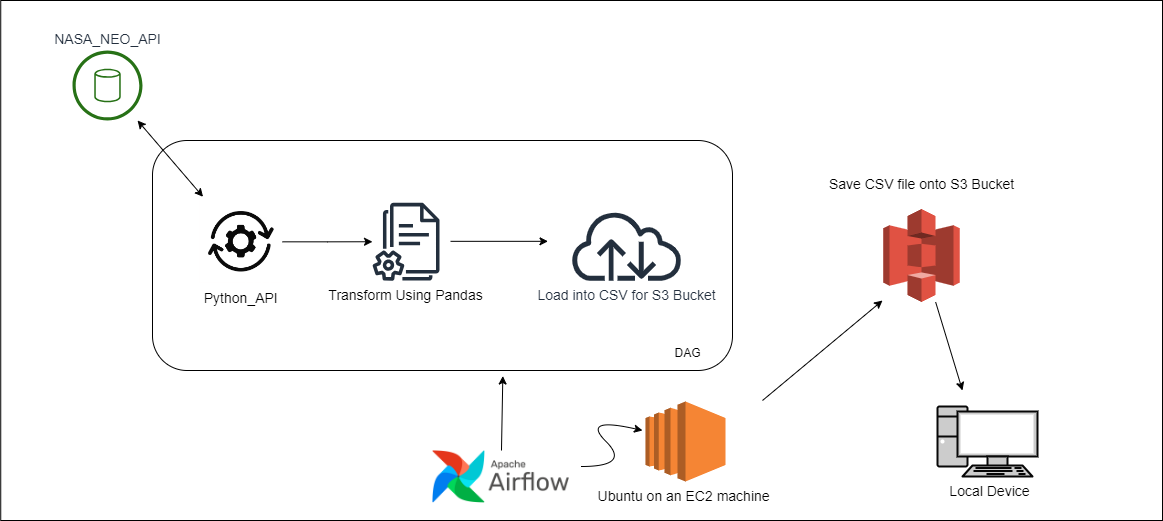 NASA_NEO_API
Save CSV file onto S3 Bucket
Python_API
Transform Using Pandas
Load into CSV for S3 Bucket
DAG
Apache
Airflow
Ubuntu on an EC2 machine
Local Device